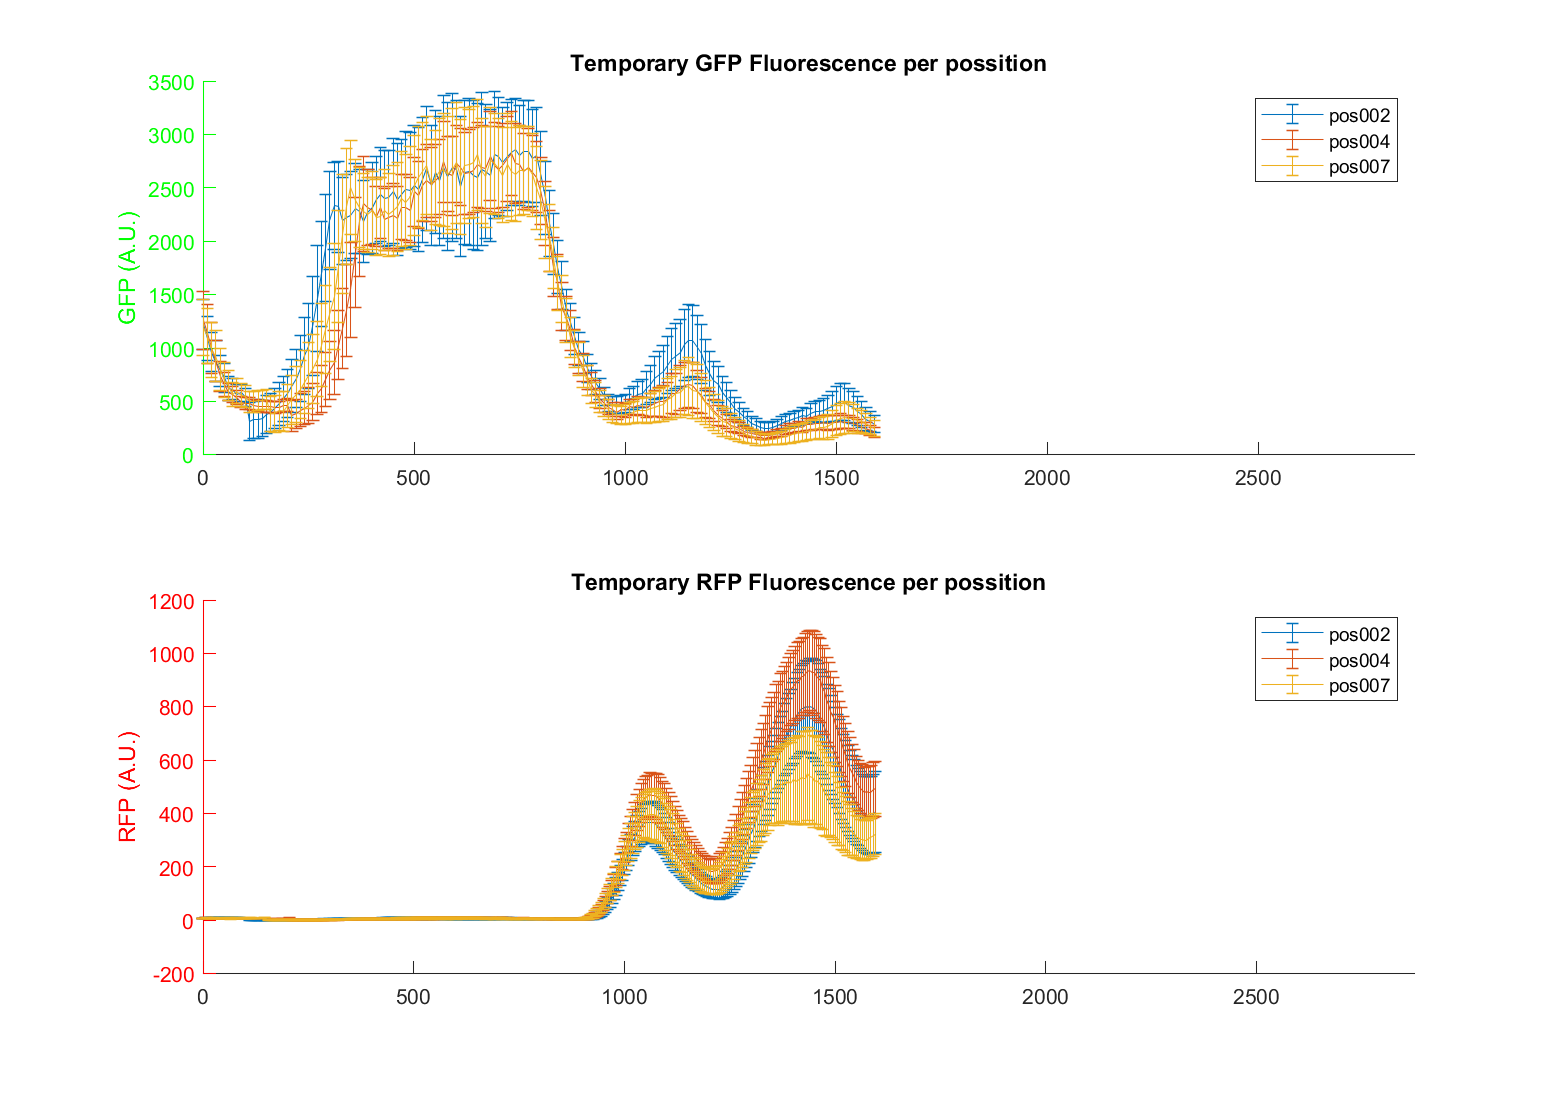 Temporary GFP Fluorescence per possition
3500
3000
2500
2000
1500
1000
500
0
GFP (A.U.)
0 500 1000 1500 2000 2500
pos002
pos004
pos007
Temporary RFP Fluorescence per possition
1200
1000
800
600
400
200
0
-200
RFP (A.U.)
0 500 1000 1500 2000 2500
pos002
pos004
pos007